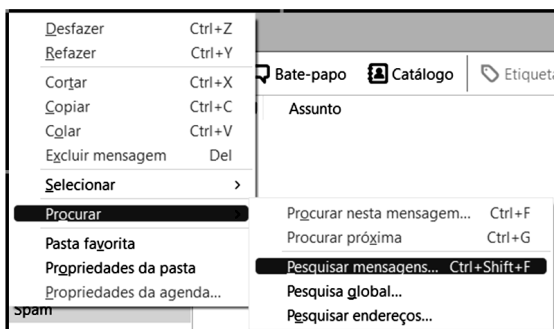 Desfazer Ctrl+Z
Refazer Ctrl+Y
Cortar Ctrl+X
Copiar Ctrl+C
Colar Ctrl+V
Excluir mensagem Del
Selecionar >
Procurar >
Pasta favorita
Propriedades da pasta
Propriedades da agenda...
Spam
Bate-papo Catálogo Etiqueta
Assunto
Procurar nesta mensagem... Ctrl+F
Procurar próxima Ctrl+G
Pesquisar mensagens... Ctrl+Shift+F
Pesquisa global...
Pesquisar endereços...